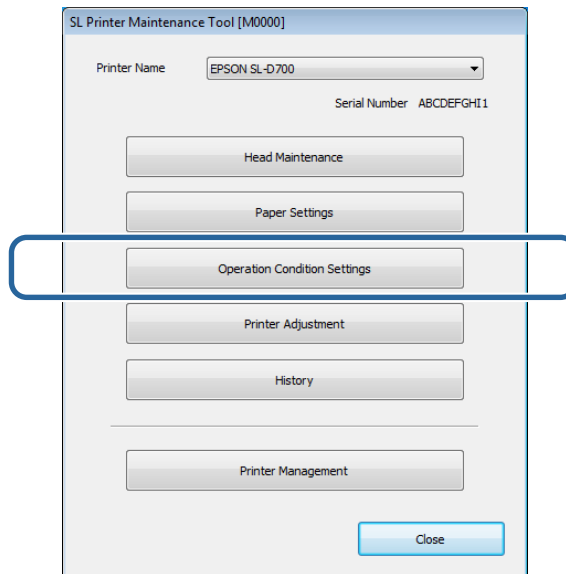 SL Printer Maintenance Tool [M0000]
Printer Name EPSON SL-D700
Serial Number ABCDEFGHI1
Head Maintenance
Paper Settings
Operation Condition Settings
Printer Adjustment
History
Printer Management
Close